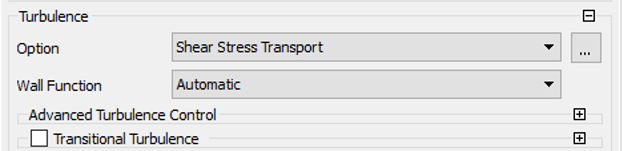 Turbulence
Option Shear Stress Transport ...
Wall Function Automatic
Advanced Turbulence Control
Transitional Turbulence